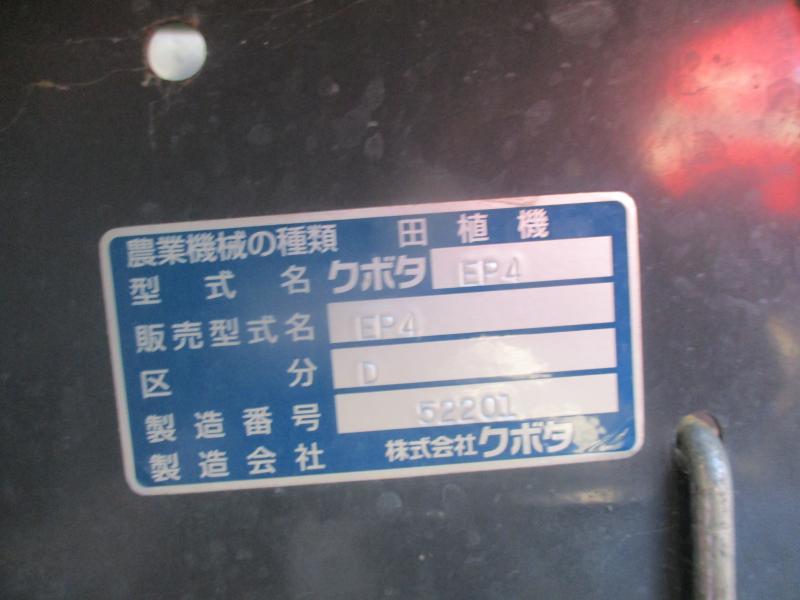 農業機械の種類 田植機
型式名 クボタ EP4
販売型式名 EP4
区分 D
製造番号 52201
製造会社 株式会社クボタ